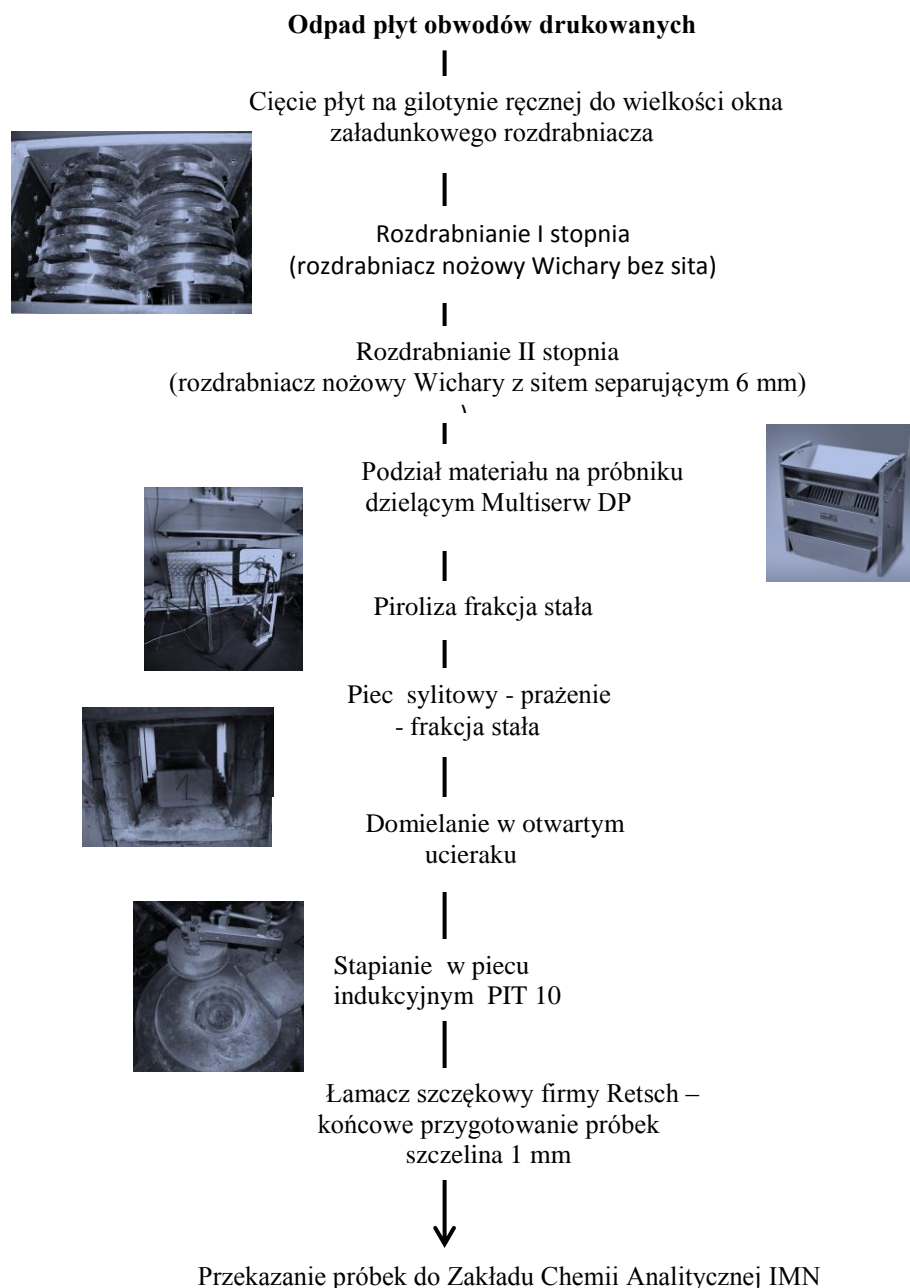 Odpad płyt obwodów drukowanych
Cięcie płyt na gilotynie ręcznej do wielkości okna
załadunkowego rozdrabniacza
Rozdrabnianie I stopnia
(rozdrabniacz nożowy Wichary bez sita)
Rozdrabnianie II stopnia
(rozdrabniacz nożowy Wichary z sitem separującym 6 mm)
\
Podział materiału na próbniku
dzielącym Multiserw DP
Piroliza frakcja stała
Piec sylitowy - prażenie
- frakcja stała
1
Domielanie w otwartym
ucieraku
Stapianie w piecu
indukcyjnym PIT 10
Łamacz szczękowy firmy Retsch –
końcowe przygotowanie próbek
szczelina 1 mm
Przekazanie próbek do Zakładu Chemii Analitycznej IMN